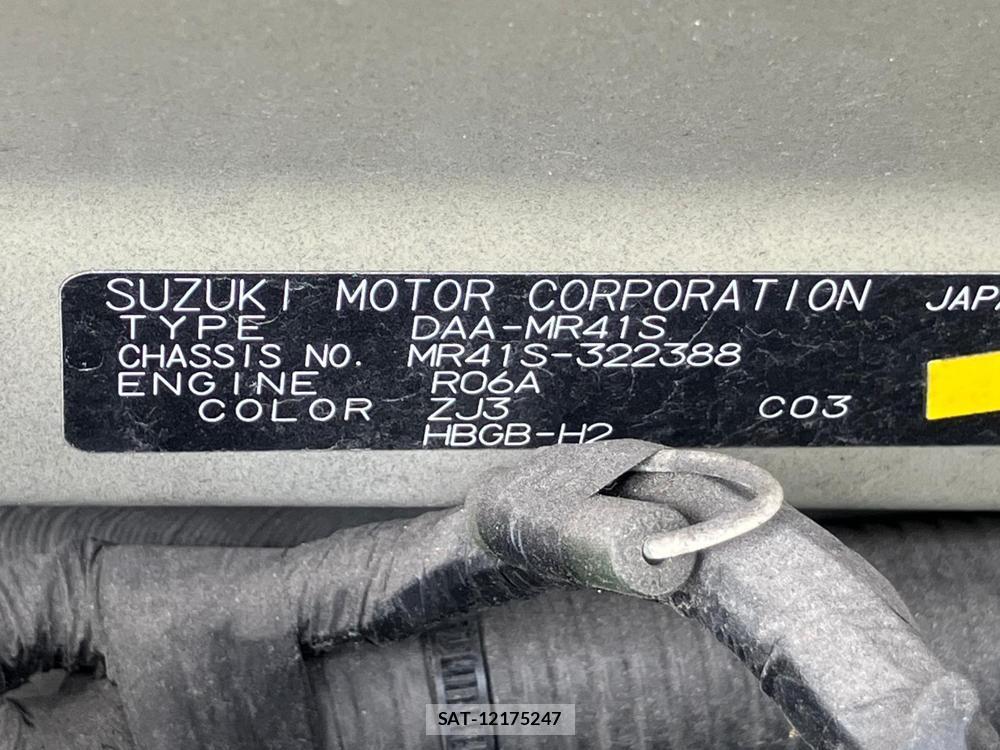 SUZUKI MOTOR CORPORATION
TYPE DAA-MR41S
CHASSIS NO. MR41S-322388
ENGINE R06A
COLOR ZJ3 C03
HBGB-H2
SAT-12175247